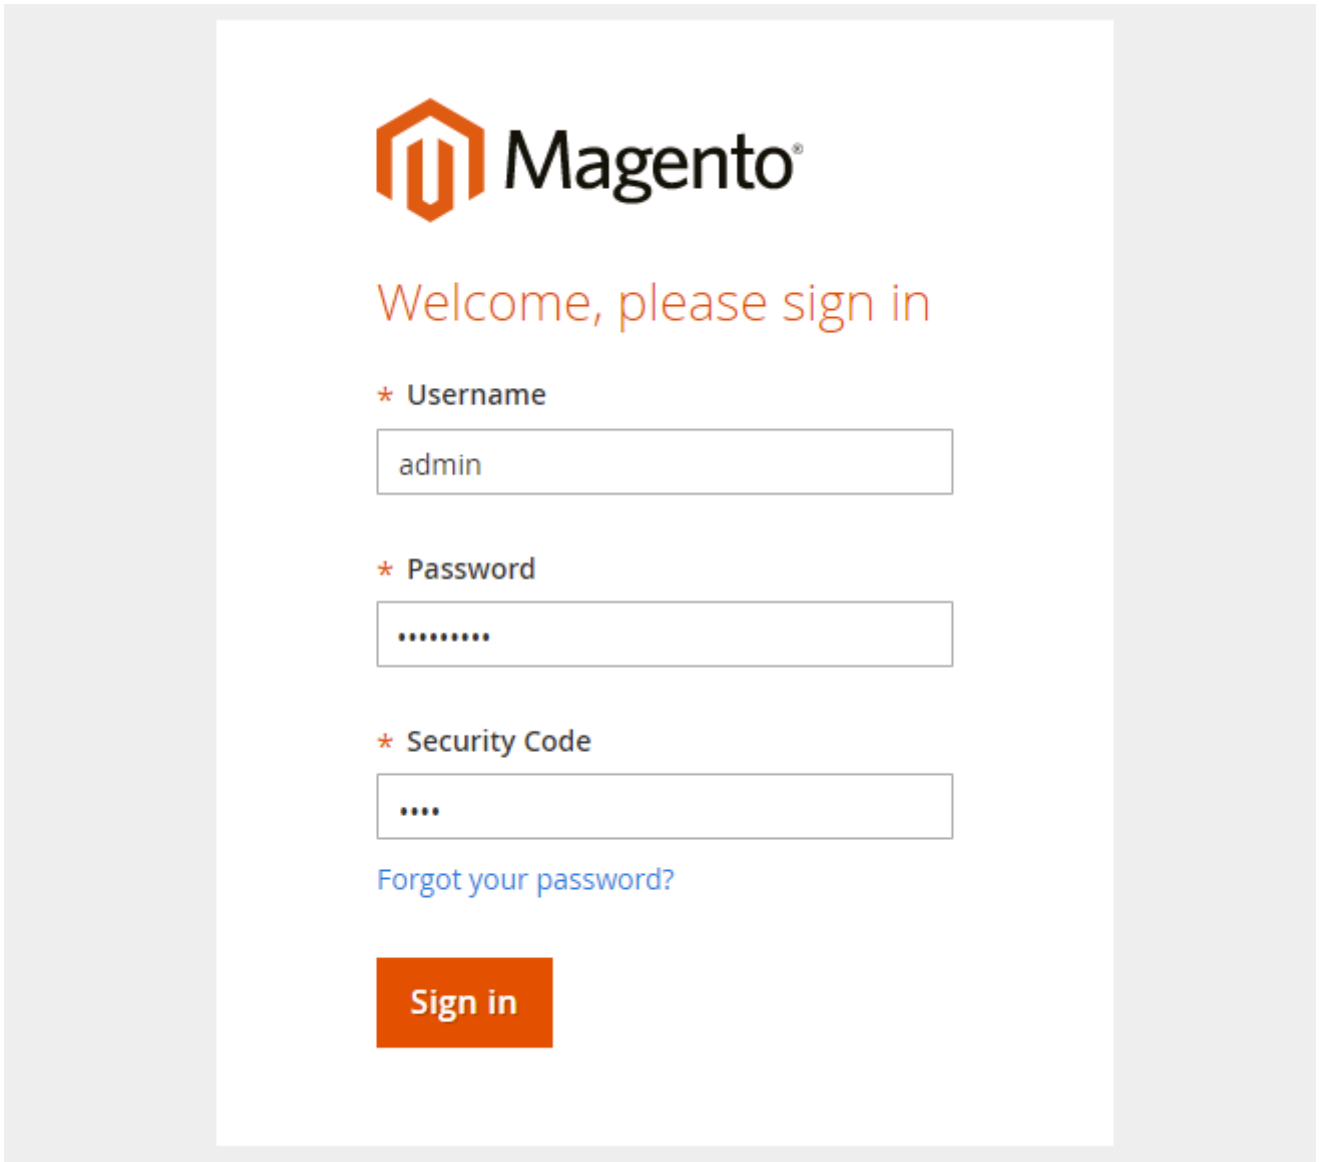 Magento®
Welcome, please sign in
* Username
admin
* Password
•••••••••
* Security Code
••••
Forgot your password?
Sign in